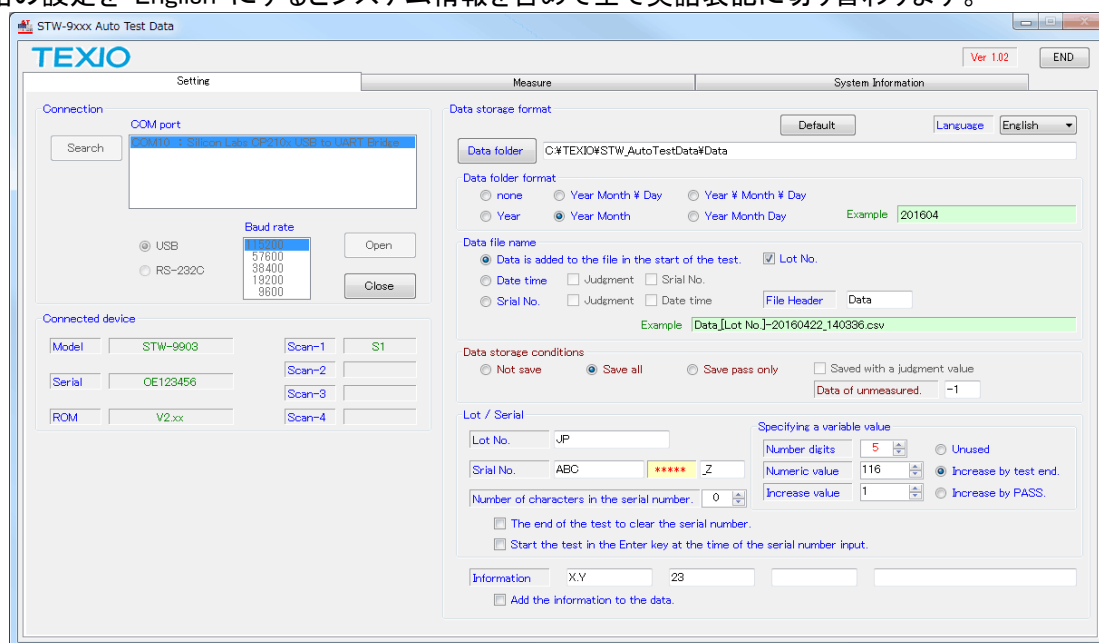 の設定を English にするとシステム情報を含めて全て英語表記に切り替わります。
STW-9xxx Auto Test Data
TEXIO
Ver 1.02
END
Setting
Measure
System Information
Connection
COM port
Search
COM10 : Silicon Labs CP210x USB to UART Bridge
Baud rate
USB
RS-232C
115200
57600
38400
19200
9600
Open
Close
Connected device
Model STW-9903 Scan-1 S1
Scan-2
Serial OE123456
Scan-3
ROM V2.xx Scan-4
Data storage format
Default Language English
Data folder C:¥TEXIO¥STW_AutoTestData¥Data
Data folder format
none Year Month ¥ Day Year ¥ Month ¥ Day
Year Year Month Year Month Day Example 201604
Data file name
Data is added to the file in the start of the test. Lot No.
Date time Judgment Srial No.
Srial No. Judgment Date time File Header Data
Example Data_[Lot No.]-20160422_140336.csv
Data storage conditions
Not save Save all Save pass only Saved with a judgment value
Data of unmeasured. -1
Lot / Serial
Lot No. JP
Srial No. ABC ***** _Z
Number of characters in the serial number. 0
Specifying a variable value
Number digits 5 Unused
Numeric value 116 Increase by test end.
Increase value 1 Increase by PASS.
The end of the test to clear the serial number.
Start the test in the Enter key at the time of the serial number input.
Information X.Y 23
Add the information to the data.